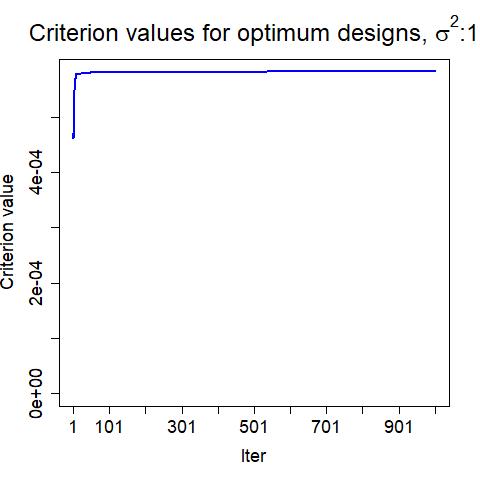 Criterion values for optimum designs, σ²:1
Criterion value
4e-04
2e-04
0e+00
1 101 301 501 701 901
Iter